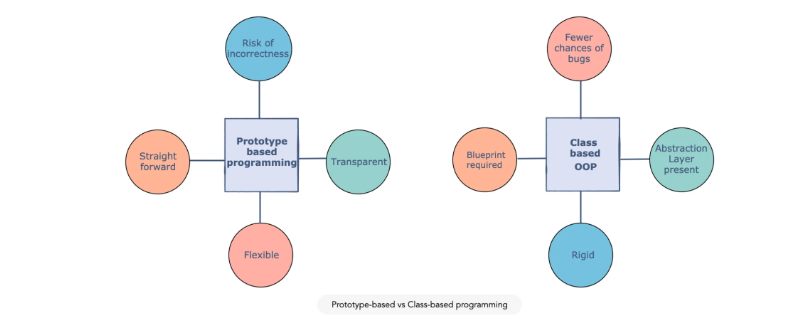 Risk of
incorrectness
Straight
forward
Prototype
based
programming
Transparent
Flexible
Fewer
chances of
bugs
Blueprint
required
Class
based
OOP
Abstraction
Layer
present
Rigid
Prototype-based vs Class-based programming